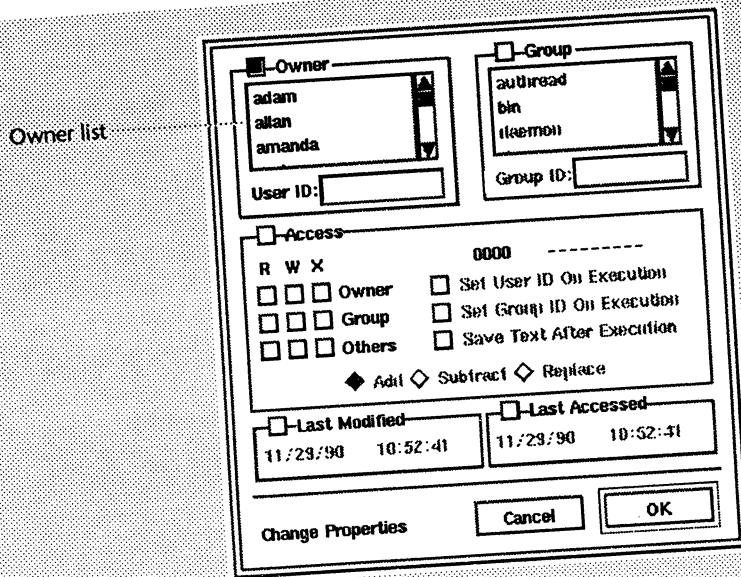 Owner
Group
adam
allan
amanda
authread
bin
daemon
Owner list
User ID:
Group ID:
Access
0000 ----------
R W X
Owner
Group
Others
Set User ID On Execution
Set Group ID On Execution
Save Text After Execution
Add Subtract Replace
Last Modified
11/29/90 10:52:41
Last Accessed
11/29/90 10:52:41
Change Properties
Cancel
OK